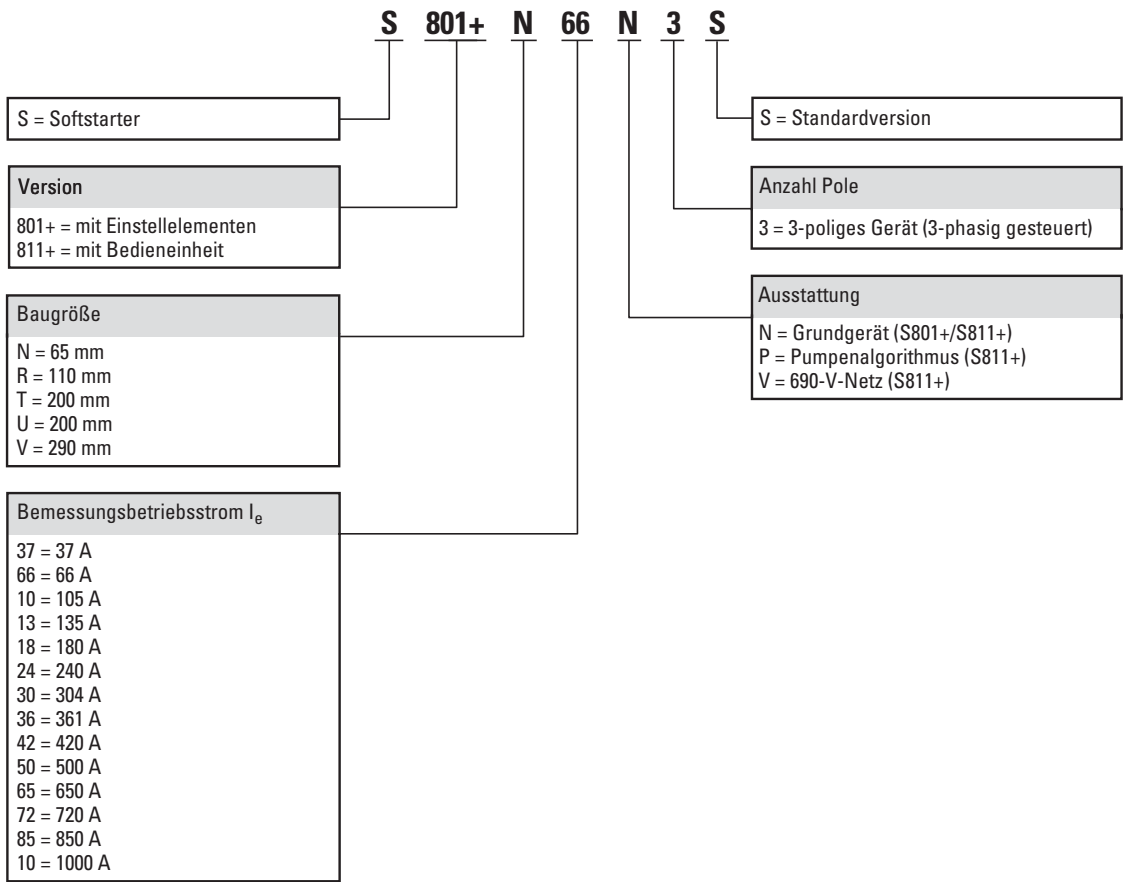 S 801+ N 66 N 3 S
S = Softstarter
Version
801+ = mit Einstellelementen
811+ = mit Bedieneinheit
Baugröße
N = 65 mm
R = 110 mm
T = 200 mm
U = 200 mm
V = 290 mm
Bemessungsbetriebsstrom Ie
37 = 37 A
66 = 66 A
10 = 105 A
13 = 135 A
18 = 180 A
24 = 240 A
30 = 304 A
36 = 361 A
42 = 420 A
50 = 500 A
65 = 650 A
72 = 720 A
85 = 850 A
10 = 1000 A
S = Standardversion
Anzahl Pole
3 = 3-poliges Gerät (3-phasig gesteuert)
Ausstattung
N = Grundgerät (S801+/S811+)
P = Pumpenalgorithmus (S811+)
V = 690-V-Netz (S811+)